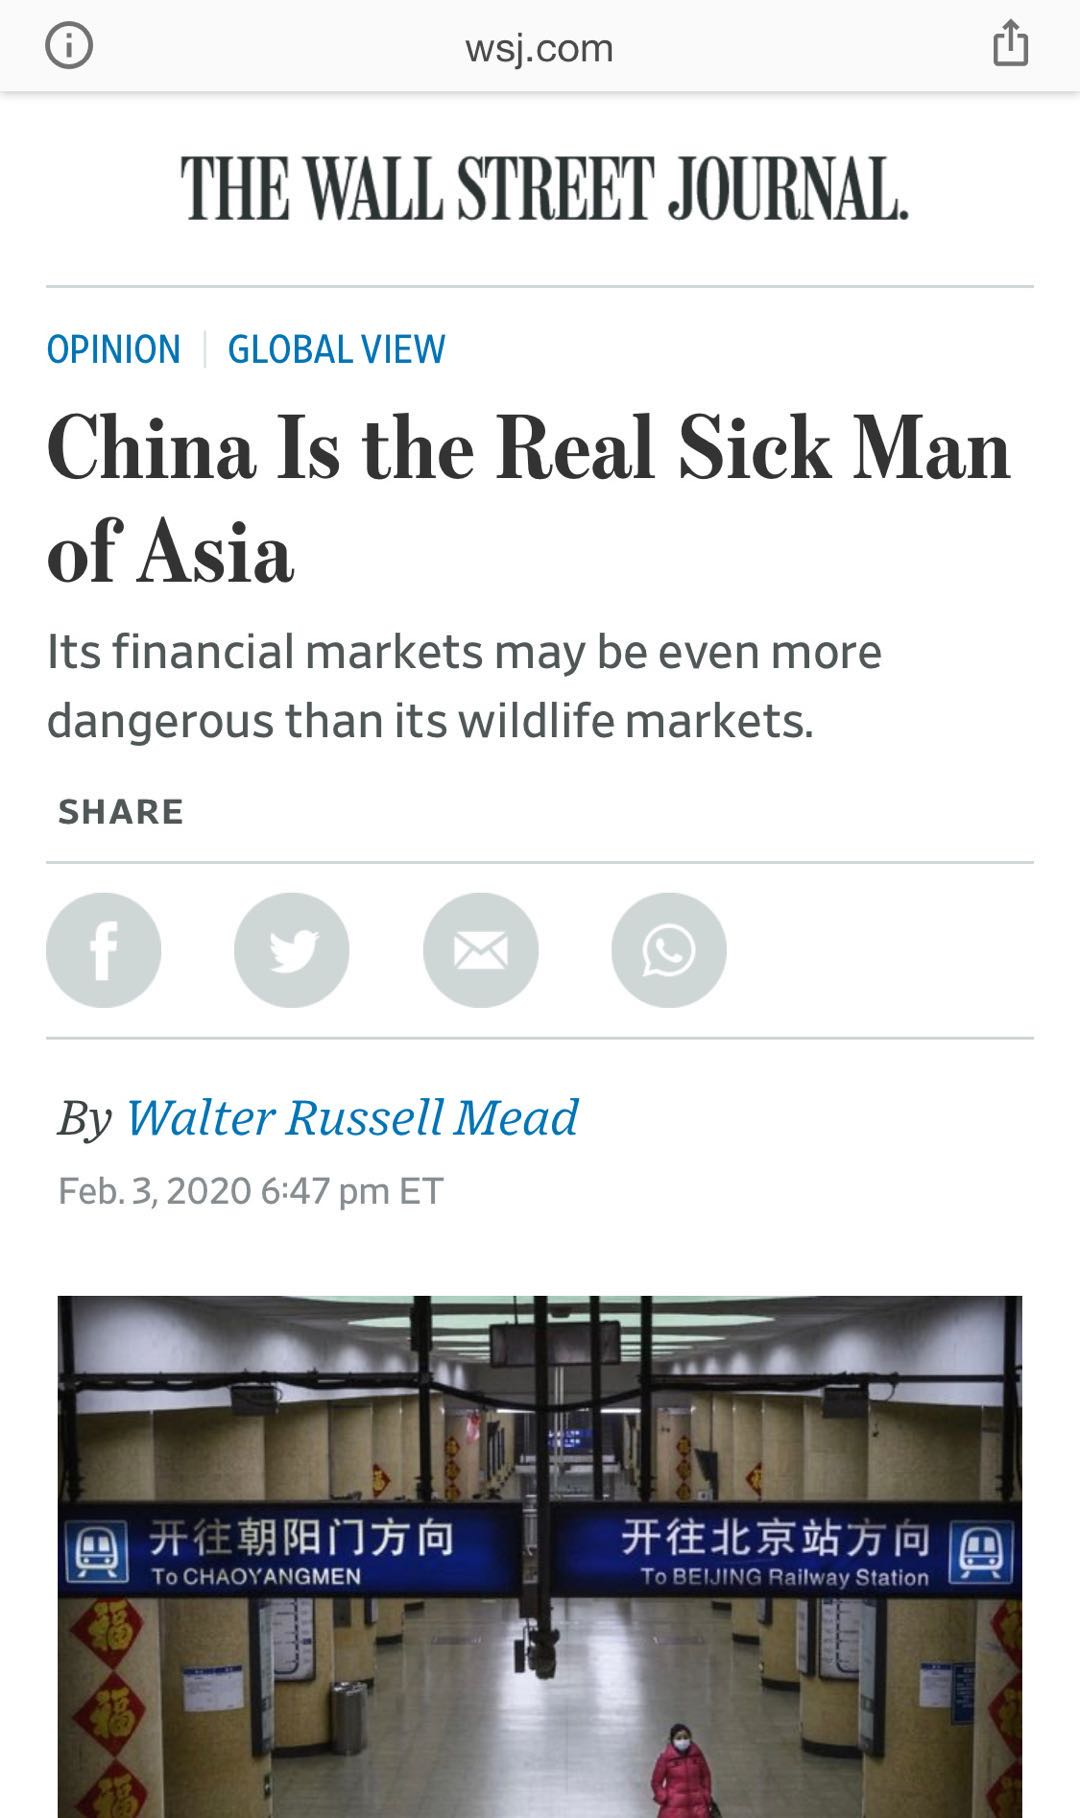 wsj.com
THE WALL STREET JOURNAL.
OPINION GLOBAL VIEW
China Is the Real Sick Man
of Asia
Its financial markets may be even more
dangerous than its wildlife markets.
SHARE
By Walter Russell Mead
Feb. 3, 2020 6:47 pm ET
开往朝阳门方向
To CHAOYANGMEN
开往北京站方向
To BEIJING Railway Station
福
福
福